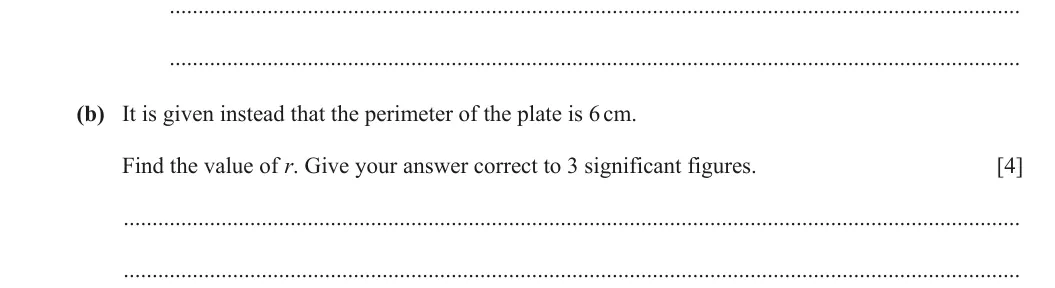 (b) It is given instead that the perimeter of the plate is 6 cm.
Find the value of r. Give your answer correct to 3 significant figures. [4]